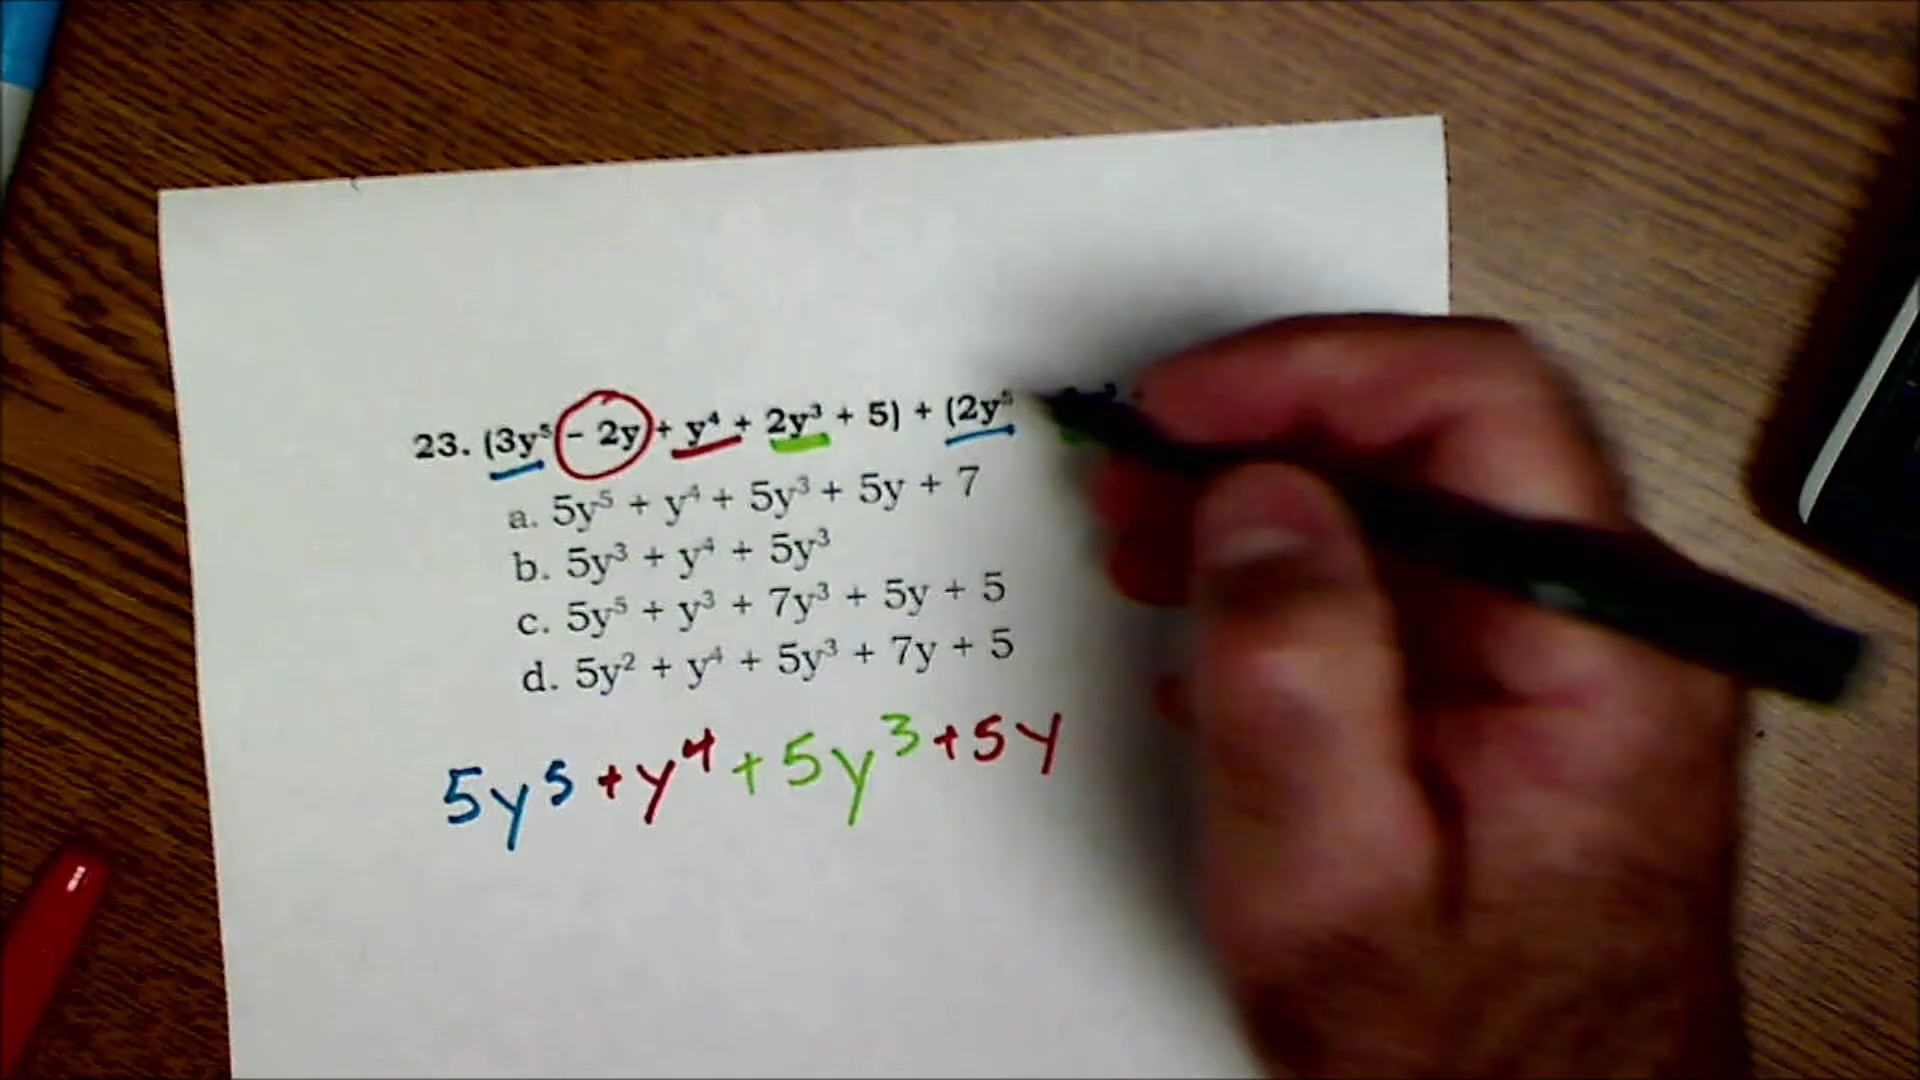 23. (3y⁵ - 2y + y⁴ + 2y³ + 5) + (2y⁵
a. 5y⁵ + y⁴ + 5y³ + 5y + 7
b. 5y³ + y⁴ + 5y³
c. 5y⁵ + y³ + 7y³ + 5y + 5
d. 5y² + y⁴ + 5y³ + 7y + 5
5y⁵ + y⁴ + 5y³ + 5y